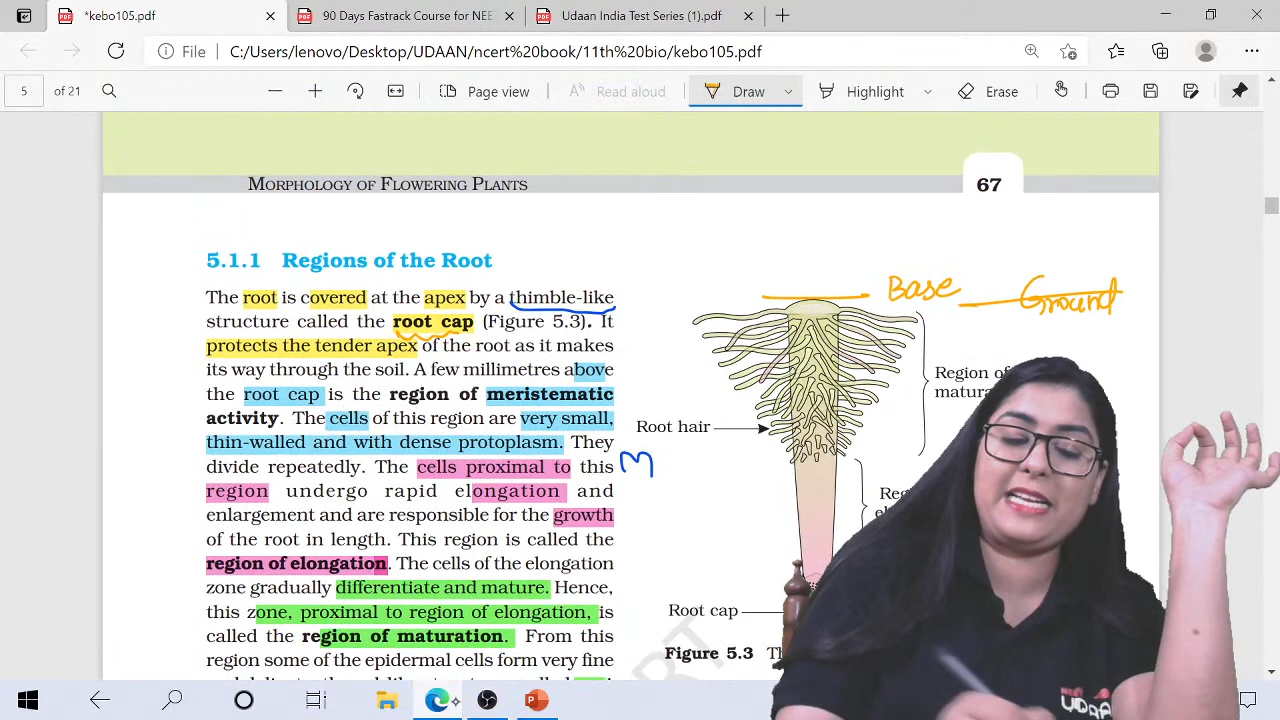 *kebo105.pdf
90 Days Fastrack Course for N
Udaan India Test Series (1).pdf
File C:/Users/lenovo/Desktop/UDAAN/ncert%20book/11th%20bio/kebo105.pdf
5 of 21 Page view Read aloud Draw Highlight Erase
MORPHOLOGY OF FLOWERING PLANTS 67
5.1.1 Regions of the Root
The root is covered at the apex by a thimble-like
structure called the root cap (Figure 5.3). It
protects the tender apex of the root as it makes
its way through the soil. A few millimetres above
the root cap is the region of meristematic
activity. The cells of this region are very small,
thin-walled and with dense protoplasm. They
divide repeatedly. The cells proximal to this
region undergo rapid elongation and
enlargement and are responsible for the growth
of the root in length. This region is called the
region of elongation. The cells of the elongation
zone gradually differentiate and mature. Hence,
this zone, proximal to region of elongation, is
called the region of maturation. From this
region some of the epidermal cells form very fine
M
Base Ground
Region of
Root hair
Root cap
Figure 5.3
UDAA